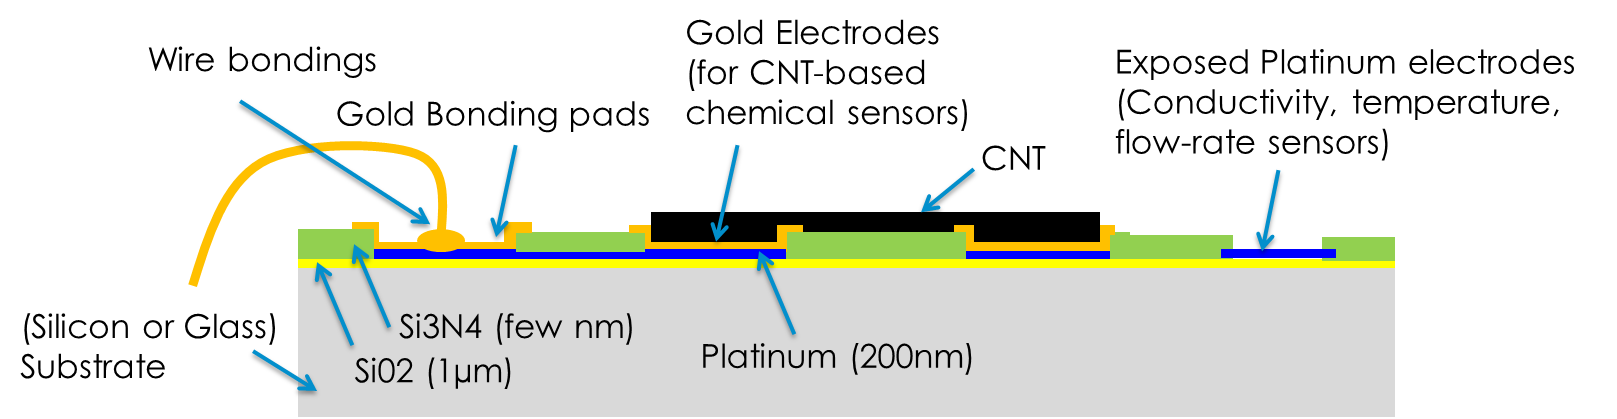 Wire bondings
Gold Bonding pads
Gold Electrodes
(for CNT-based
chemical sensors)
CNT
Exposed Platinum electrodes
(Conductivity, temperature,
flow-rate sensors)
(Silicon or Glass)
Substrate
Si3N4 (few nm)
Si02 (1µm)
Platinum (200nm)